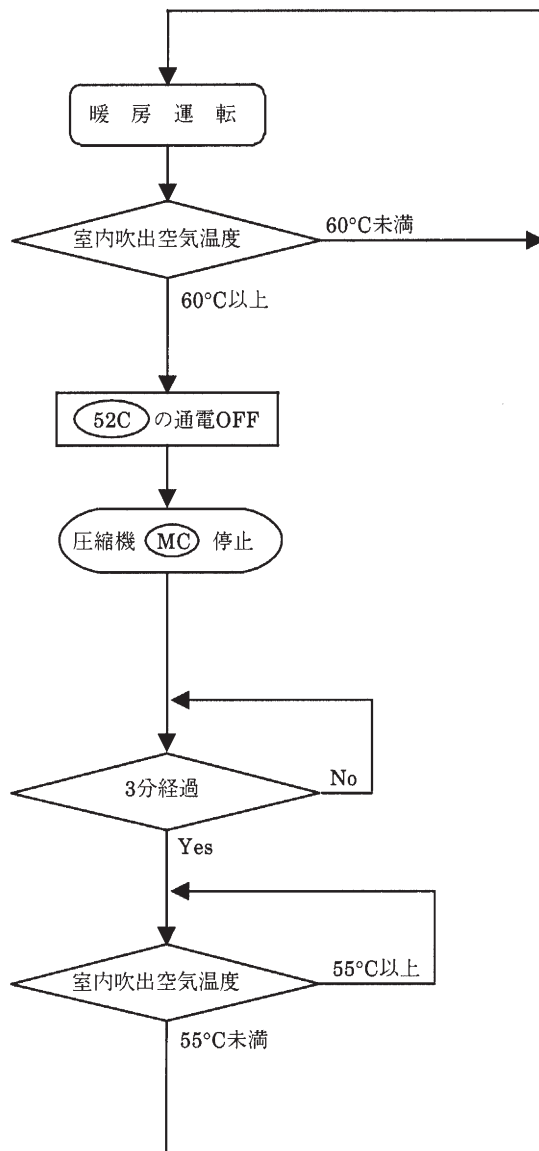 暖房運転
室内吹出空気温度
60°C未満
60°C以上
52C の通電OFF
圧縮機 MC 停止
3分経過
No
Yes
室内吹出空気温度
55°C以上
55°C未満